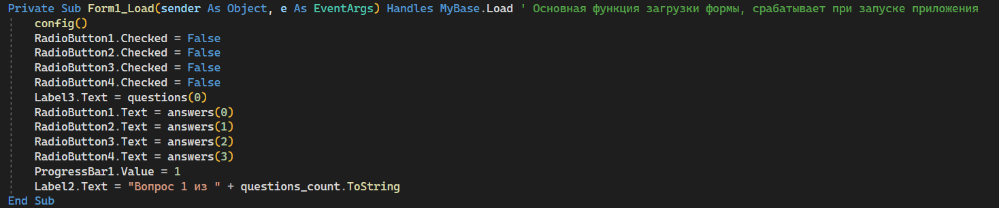 Private Sub Form1_Load(sender As Object, e As EventArgs) Handles MyBase.Load ' Основная функция загрузки формы, срабатывает при запуске приложения
    config()
    RadioButton1.Checked = False
    RadioButton2.Checked = False
    RadioButton3.Checked = False
    RadioButton4.Checked = False
    Label3.Text = questions(0)
    RadioButton1.Text = answers(0)
    RadioButton2.Text = answers(1)
    RadioButton3.Text = answers(2)
    RadioButton4.Text = answers(3)
    ProgressBar1.Value = 1
    Label2.Text = "Вопрос 1 из " + questions_count.ToString
End Sub